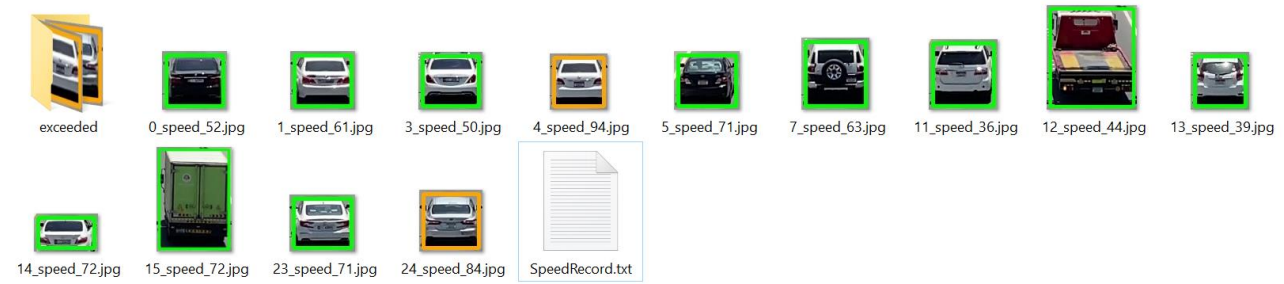 exceeded
0_speed_52.jpg
1_speed_61.jpg
3_speed_50.jpg
4_speed_94.jpg
5_speed_71.jpg
7_speed_63.jpg
11_speed_36.jpg
12_speed_44.jpg
13_speed_39.jpg
14_speed_72.jpg
15_speed_72.jpg
23_speed_71.jpg
24_speed_84.jpg
SpeedRecord.txt